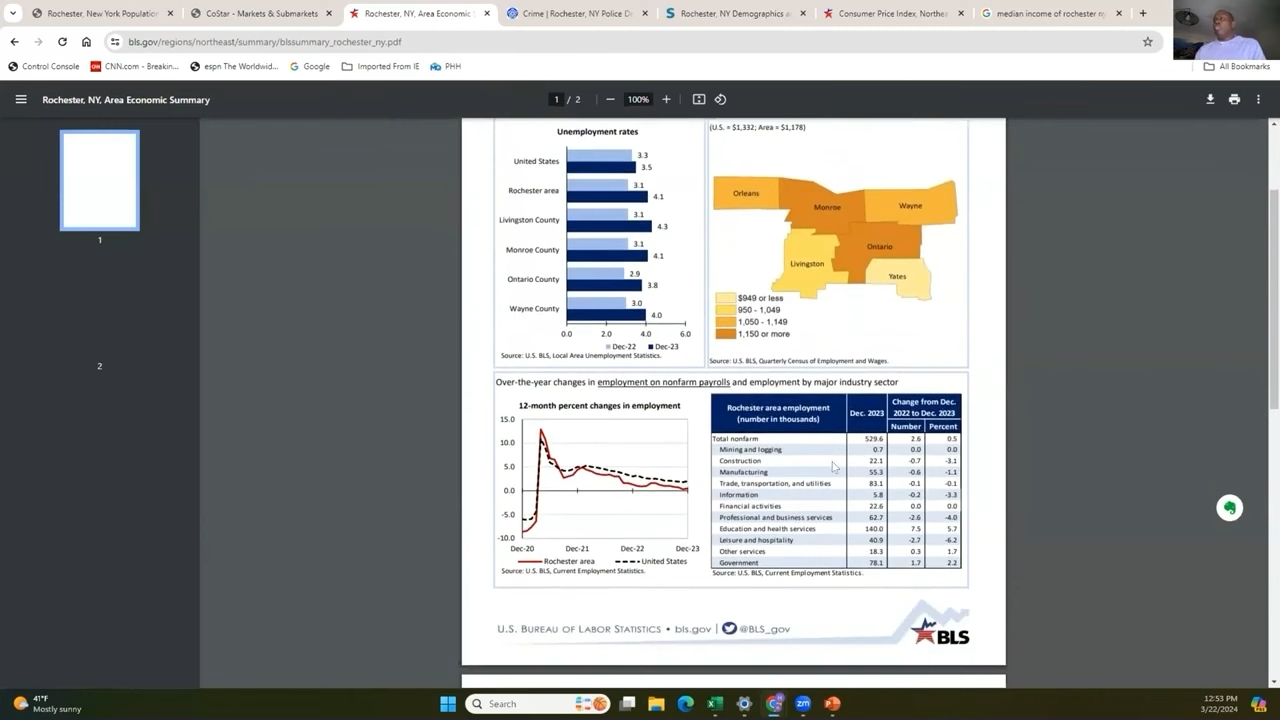 Rochester, New York Population
CoStar - Markets & Submarkets
Rochester, NY, Area Economic S
Crime | Rochester, NY Police De
Rochester, NY Demographics a
Consumer Price Index, Northea
median income of rochester ny
bls.gov/regions/northeast/summary/blssummary_rochester_ny.pdf
Control Console
CNN.com - Breakin...
espn The Worldwid...
Google
Imported From IE
PHH
All Bookmarks
Rochester, NY, Area Economic Summary
1 / 2
100%
1
2
Unemployment rates
United States 3.3 3.5
Rochester area 3.1 4.1
Livingston County 3.1 4.3
Monroe County 3.1 4.1
Ontario County 2.9 3.8
Wayne County 3.0 4.0
0.0 2.0 4.0 6.0
Dec-22 Dec-23
Source: U.S. BLS, Local Area Unemployment Statistics.
(U.S. = $1,332; Area = $1,178)
Orleans
Monroe
Wayne
Ontario
Livingston
Yates
$949 or less
950 - 1,049
1,050 - 1,149
1,150 or more
Source: U.S. BLS, Quarterly Census of Employment and Wages.
Over-the-year changes in employment on nonfarm payrolls and employment by major industry sector
12-month percent changes in employment
15.0
10.0
5.0
0.0
-5.0
-10.0
Dec-20 Dec-21 Dec-22 Dec-23
Rochester area United States
Source: U.S. BLS, Current Employment Statistics.
Rochester area employment
(number in thousands)
Dec. 2023
Change from Dec.
2022 to Dec. 2023
Number Percent
Total nonfarm 529.6 2.6 0.5
Mining and logging 0.7 0.0 0.0
Construction 22.1 -0.7 -3.1
Manufacturing 55.3 -0.6 -1.1
Trade, transportation, and utilities 83.1 -0.1 -0.1
Information 5.8 -0.2 -3.3
Financial activities 22.6 0.0 0.0
Professional and business services 62.7 -2.6 -4.0
Education and health services 140.0 7.5 5.7
Leisure and hospitality 40.9 -2.7 -6.2
Other services 18.3 0.3 1.7
Government 78.1 1.7 2.2
Source: U.S. BLS, Current Employment Statistics.
U.S. BUREAU OF LABOR STATISTICS • bls.gov | @BLS_gov
BLS
41°F
Mostly sunny
Search
12:53 PM
3/22/2024